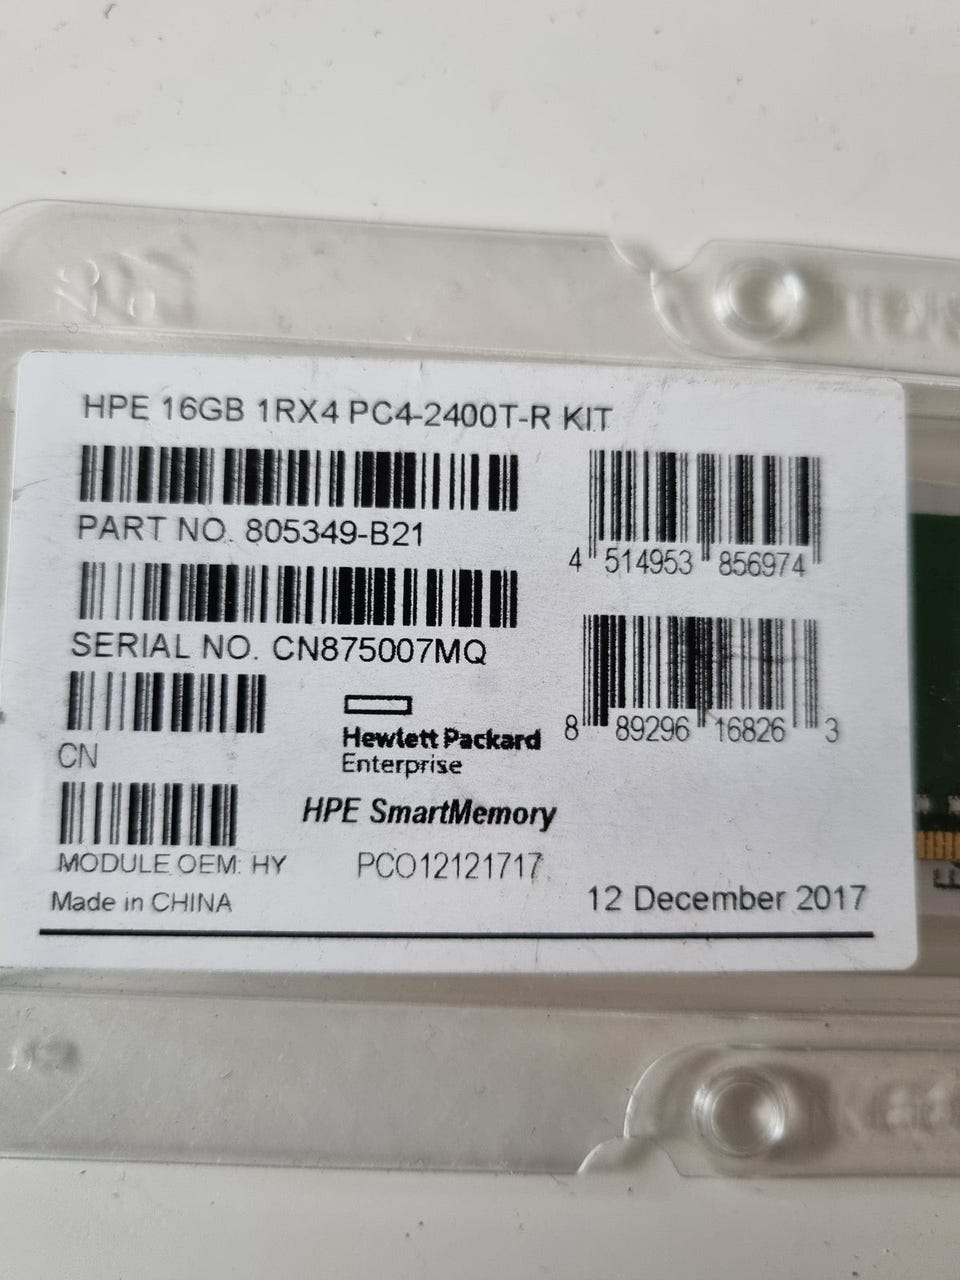 HPE 16GB 1RX4 PC4-2400T-R KIT
PART NO. 805349-B21
4 514953 856974
SERIAL NO. CN875007MQ
8 89296 16826 3
CN
Hewlett Packard
Enterprise
HPE SmartMemory
MODULE OEM: HY
PCO12121717
Made in CHINA
12 December 2017